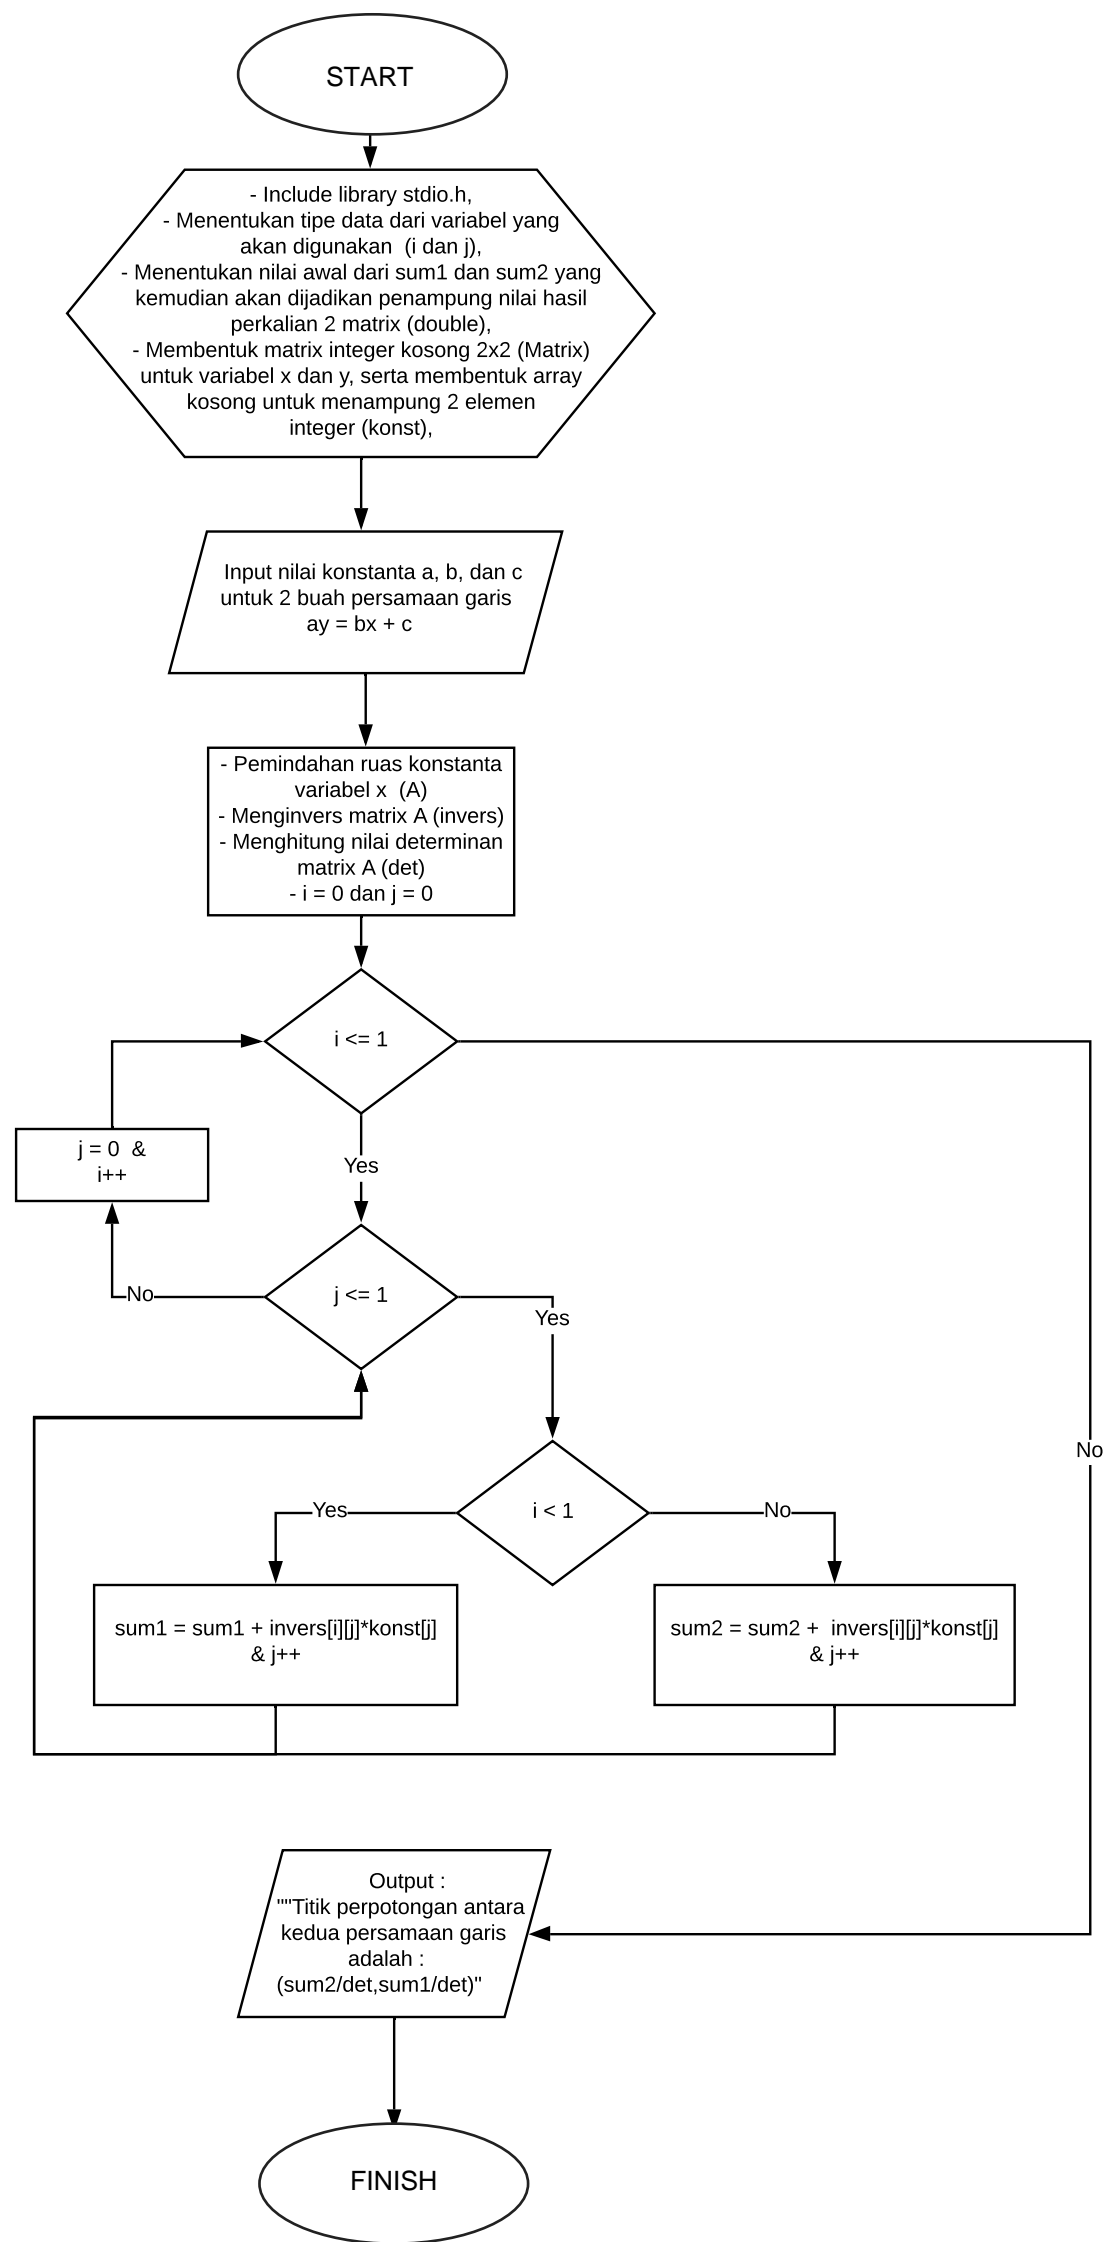 START
- Include library stdio.h,
- Menentukan tipe data dari variabel yang
akan digunakan  (i dan j),
- Menentukan nilai awal dari sum1 dan sum2 yang
kemudian akan dijadikan penampung nilai hasil
perkalian 2 matrix (double),
- Membentuk matrix integer kosong 2x2 (Matrix)
untuk variabel x dan y, serta membentuk array
kosong untuk menampung 2 elemen
integer (konst),
Input nilai konstanta a, b, dan c
untuk 2 buah persamaan garis
ay = bx + c
- Pemindahan ruas konstanta
variabel x  (A)
- Menginvers matrix A (invers)
- Menghitung nilai determinan
matrix A (det)
- i = 0 dan j = 0
i <= 1
j = 0  &
i++
Yes
j <= 1
No
Yes
No
i < 1
Yes
No
sum1 = sum1 + invers[i][j]*konst[j]
& j++
sum2 = sum2 +  invers[i][j]*konst[j]
& j++
Output :
""Titik perpotongan antara
kedua persamaan garis
adalah :
(sum2/det,sum1/det)"
FINISH